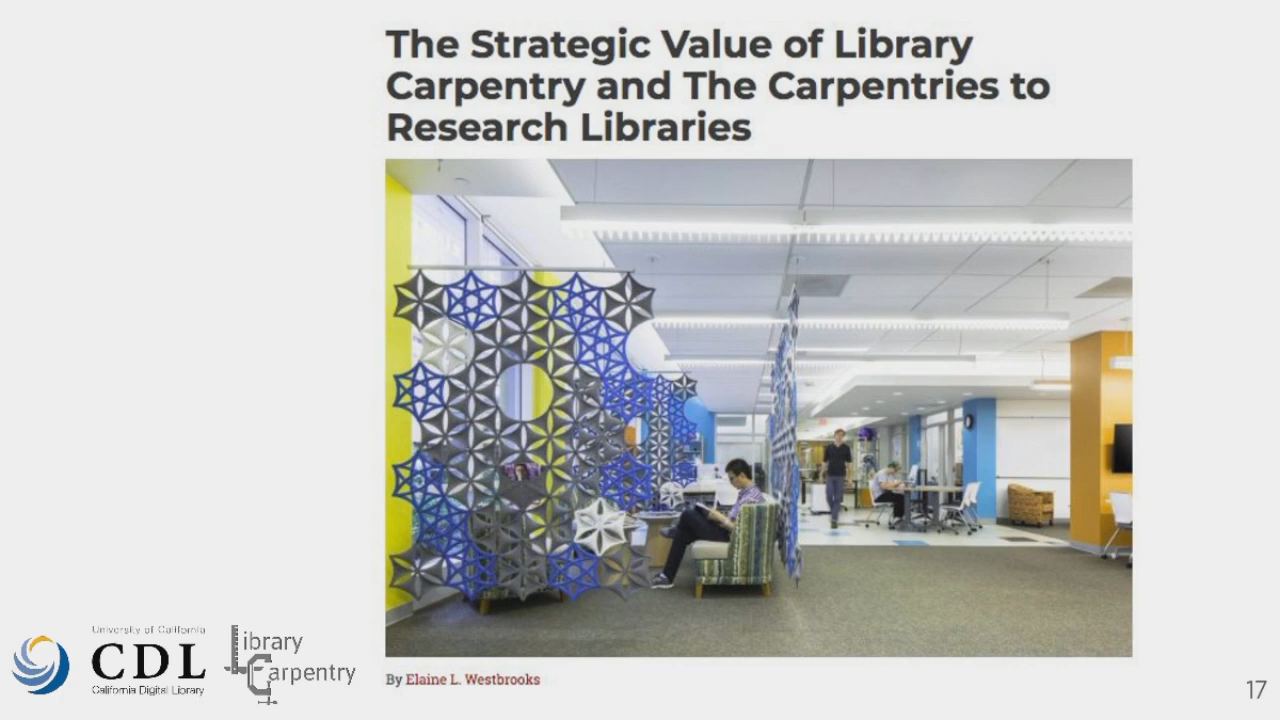 The Strategic Value of Library
Carpentry and The Carpentries to
Research Libraries
By Elaine L. Westbrooks
University of California
CDL
California Digital Library
Library
Carpentry
17